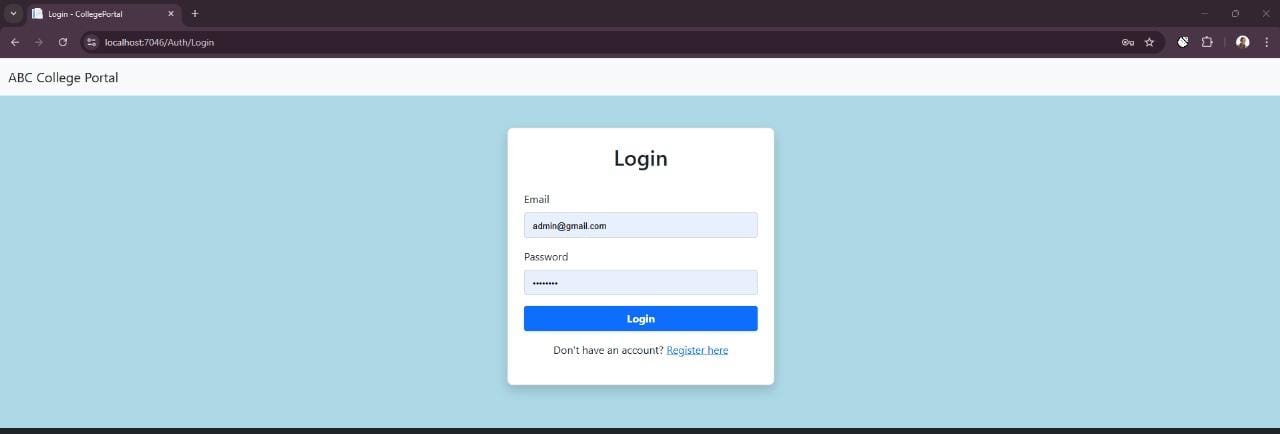 Login - CollegePortal
localhost:7046/Auth/Login
ABC College Portal
Login
Email
admin@gmail.com
Password
••••••••
Login
Don't have an account? Register here